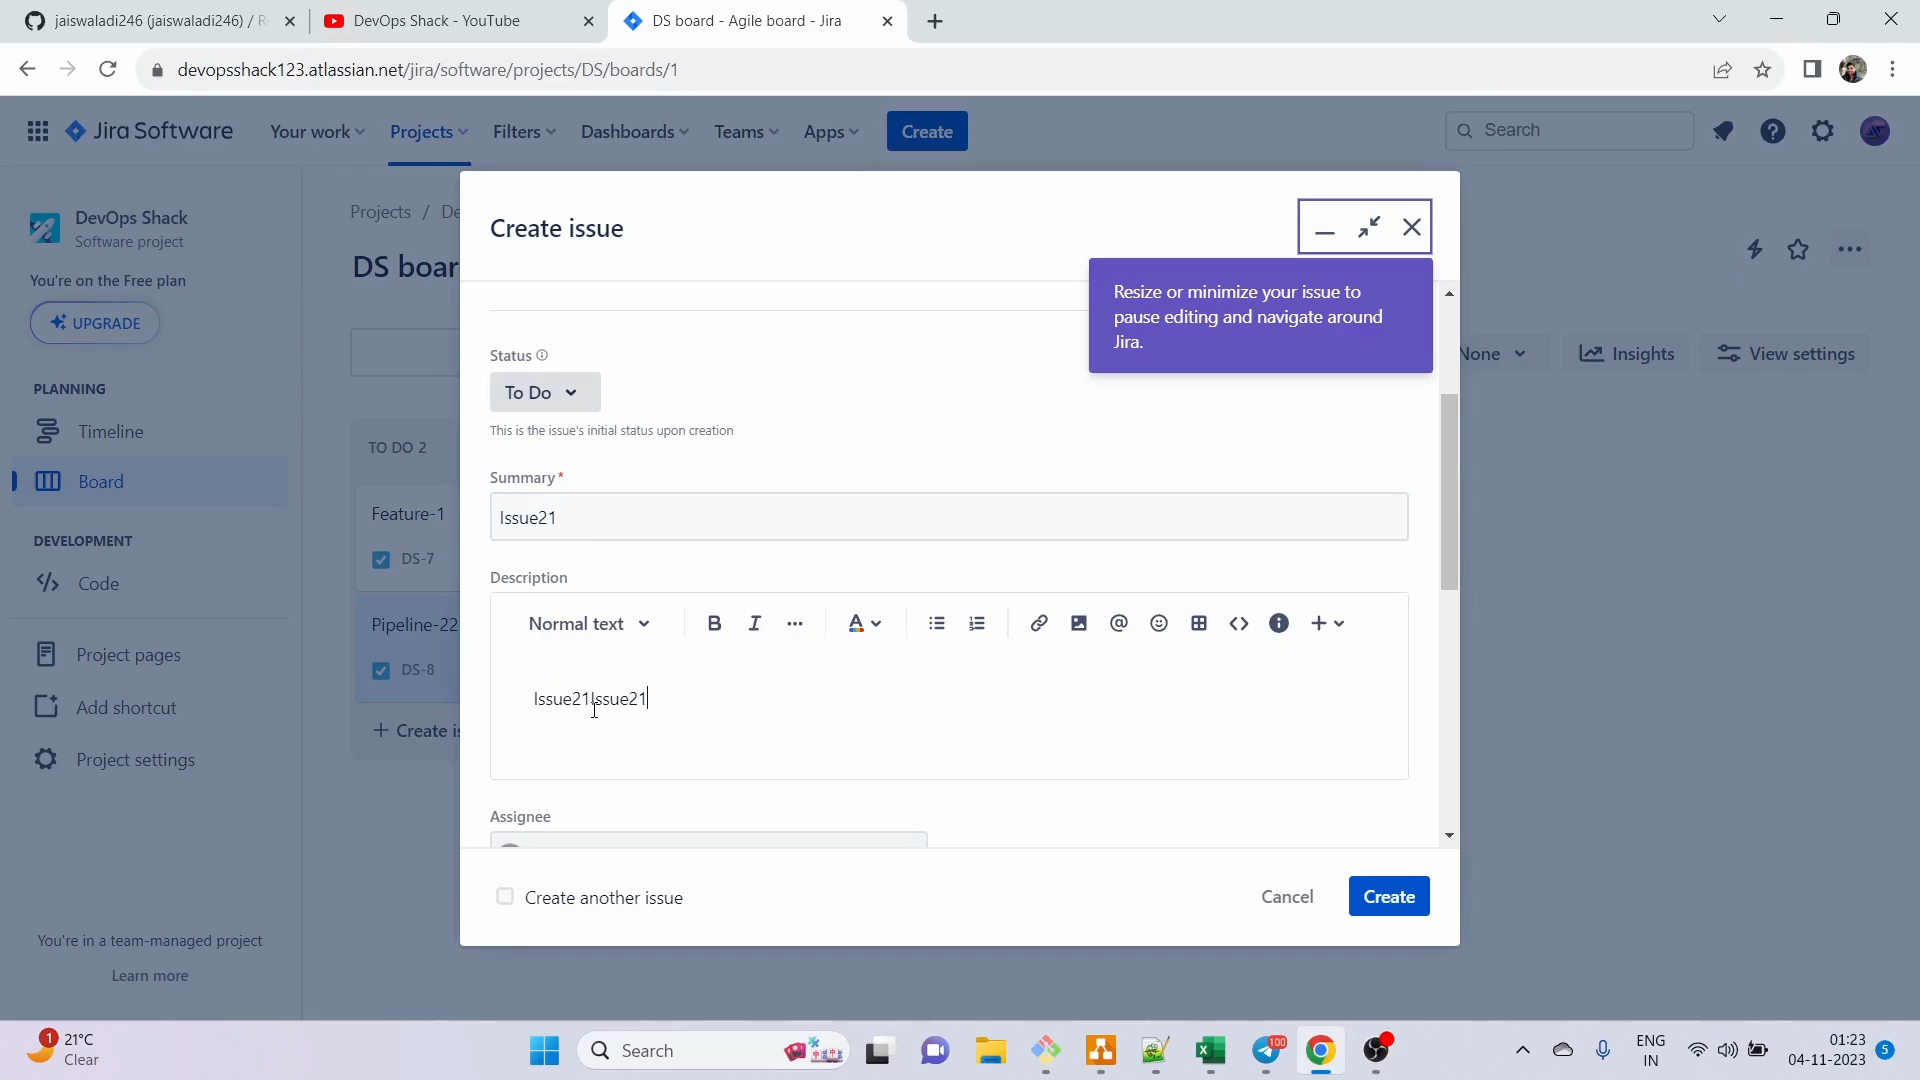 jaiswaladi246 (jaiswaladi246) / R
DevOps Shack - YouTube
DS board - Agile board - Jira
devopsshack123.atlassian.net/jira/software/projects/DS/boards/1
Jira Software
Your work
Projects
Filters
Dashboards
Teams
Apps
Create
Search
DevOps Shack
Software project
You're on the Free plan
UPGRADE
PLANNING
Timeline
Board
DEVELOPMENT
Code
Project pages
Add shortcut
Project settings
You're in a team-managed project
Learn more
Projects / De
DS boar
TO DO 2
Feature-1
DS-7
Pipeline-22
DS-8
+ Create is
None
Insights
View settings
Create issue
Resize or minimize your issue to
pause editing and navigate around
Jira.
Status
To Do
This is the issue's initial status upon creation
Summary*
Issue21
Description
Normal text
B I
A
Issue21Issue21
Assignee
Create another issue
Cancel
Create
1
21°C
Clear
Search
100
ENG
IN
01:23
04-11-2023
5